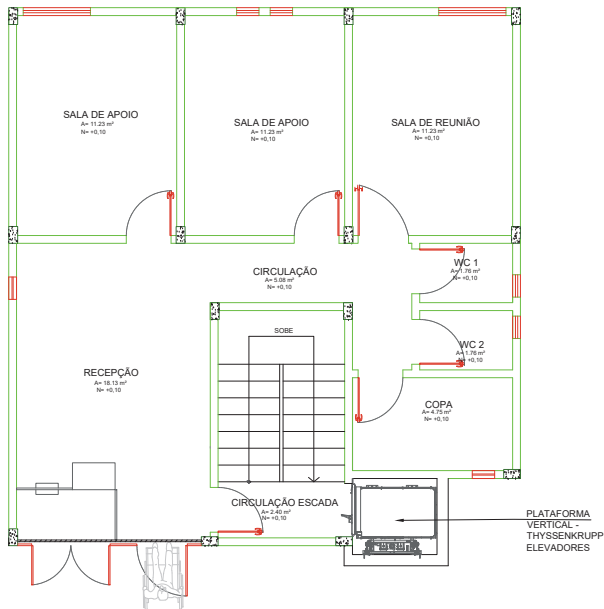 SALA DE APOIO
A= 11.23 m²
N= +0,10
SALA DE APOIO
A= 11.23 m²
N= +0,10
SALA DE REUNIÃO
A= 11.23 m²
N= +0,10
CIRCULAÇÃO
A= 5.08 m²
N= +0,10
WC 1
A= 1.76 m²
N= +0,10
SOBE
WC 2
A= 1.76 m²
N= +0,10
RECEPÇÃO
A= 18.13 m²
N= +0,10
COPA
A= 4.75 m²
N= +0,10
CIRCULAÇÃO ESCADA
A= 2.40 m²
N= +0,10
PLATAFORMA
VERTICAL -
THYSSENKRUPP
ELEVADORES